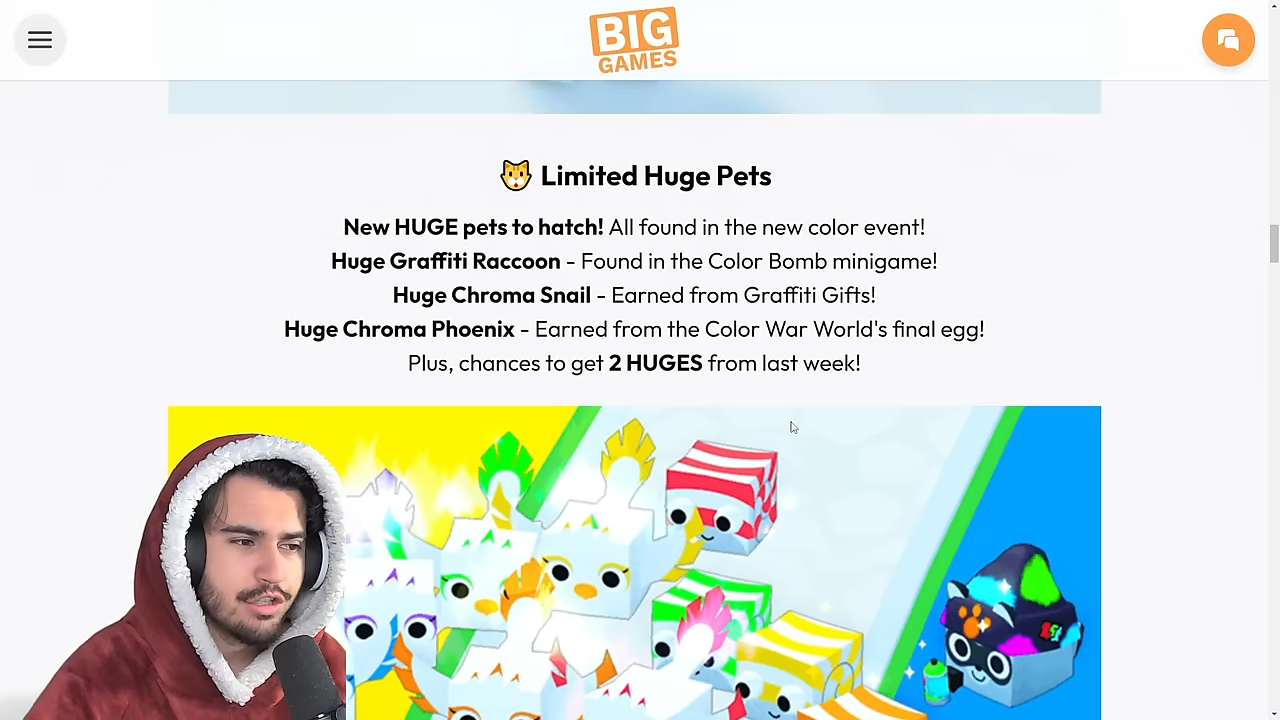 BIG
GAMES
🐱 Limited Huge Pets
New HUGE pets to hatch! All found in the new color event!
Huge Graffiti Raccoon - Found in the Color Bomb minigame!
Huge Chroma Snail - Earned from Graffiti Gifts!
Huge Chroma Phoenix - Earned from the Color War World's final egg!
Plus, chances to get 2 HUGES from last week!